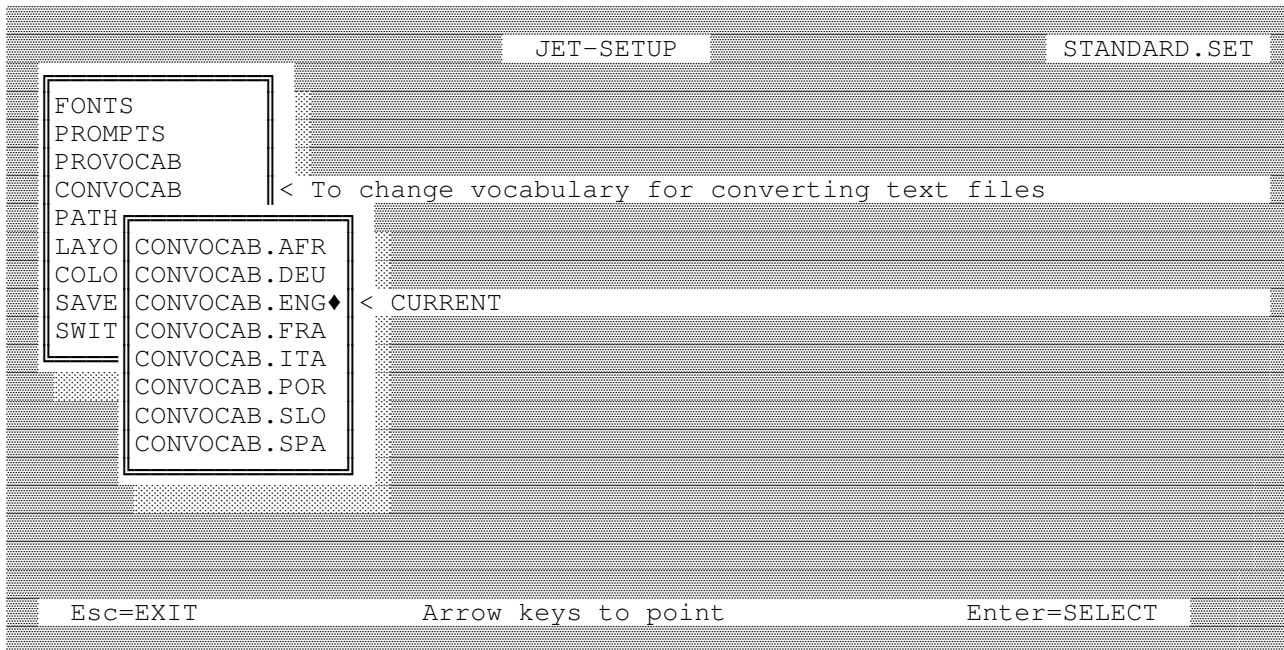 JET-SETUP STANDARD.SET
FONTS
PROMPTS
PROVOCAB
CONVOCAB < To change vocabulary for converting text files
PATH
LAYO CONVOCAB.AFR
COLO CONVOCAB.DEU
SAVE CONVOCAB.ENG♦ < CURRENT
SWIT CONVOCAB.FRA
CONVOCAB.ITA
CONVOCAB.POR
CONVOCAB.SLO
CONVOCAB.SPA
Esc=EXIT Arrow keys to point Enter=SELECT